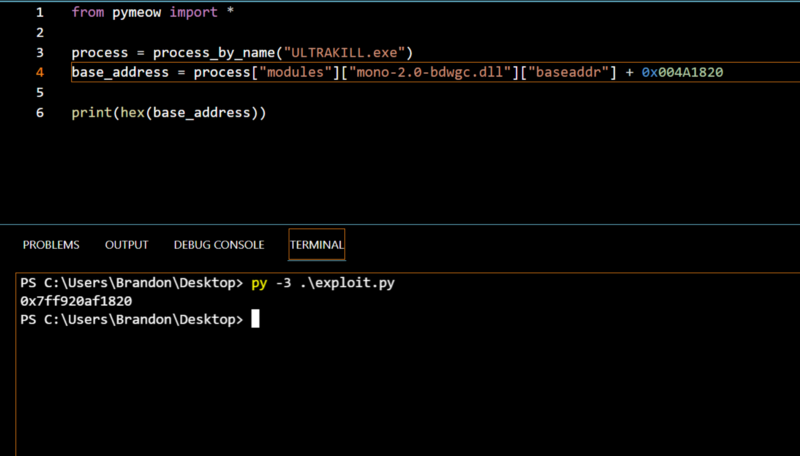 1 from pymeow import *
2
3 process = process_by_name("ULTRAKILL.exe")
4 base_address = process["modules"]["mono-2.0-bdwgc.dll"]["baseaddr"] + 0x004A1820
5
6 print(hex(base_address))
PROBLEMS OUTPUT DEBUG CONSOLE TERMINAL
PS C:\Users\Brandon\Desktop> py -3 .\exploit.py
0x7ff920af1820
PS C:\Users\Brandon\Desktop>